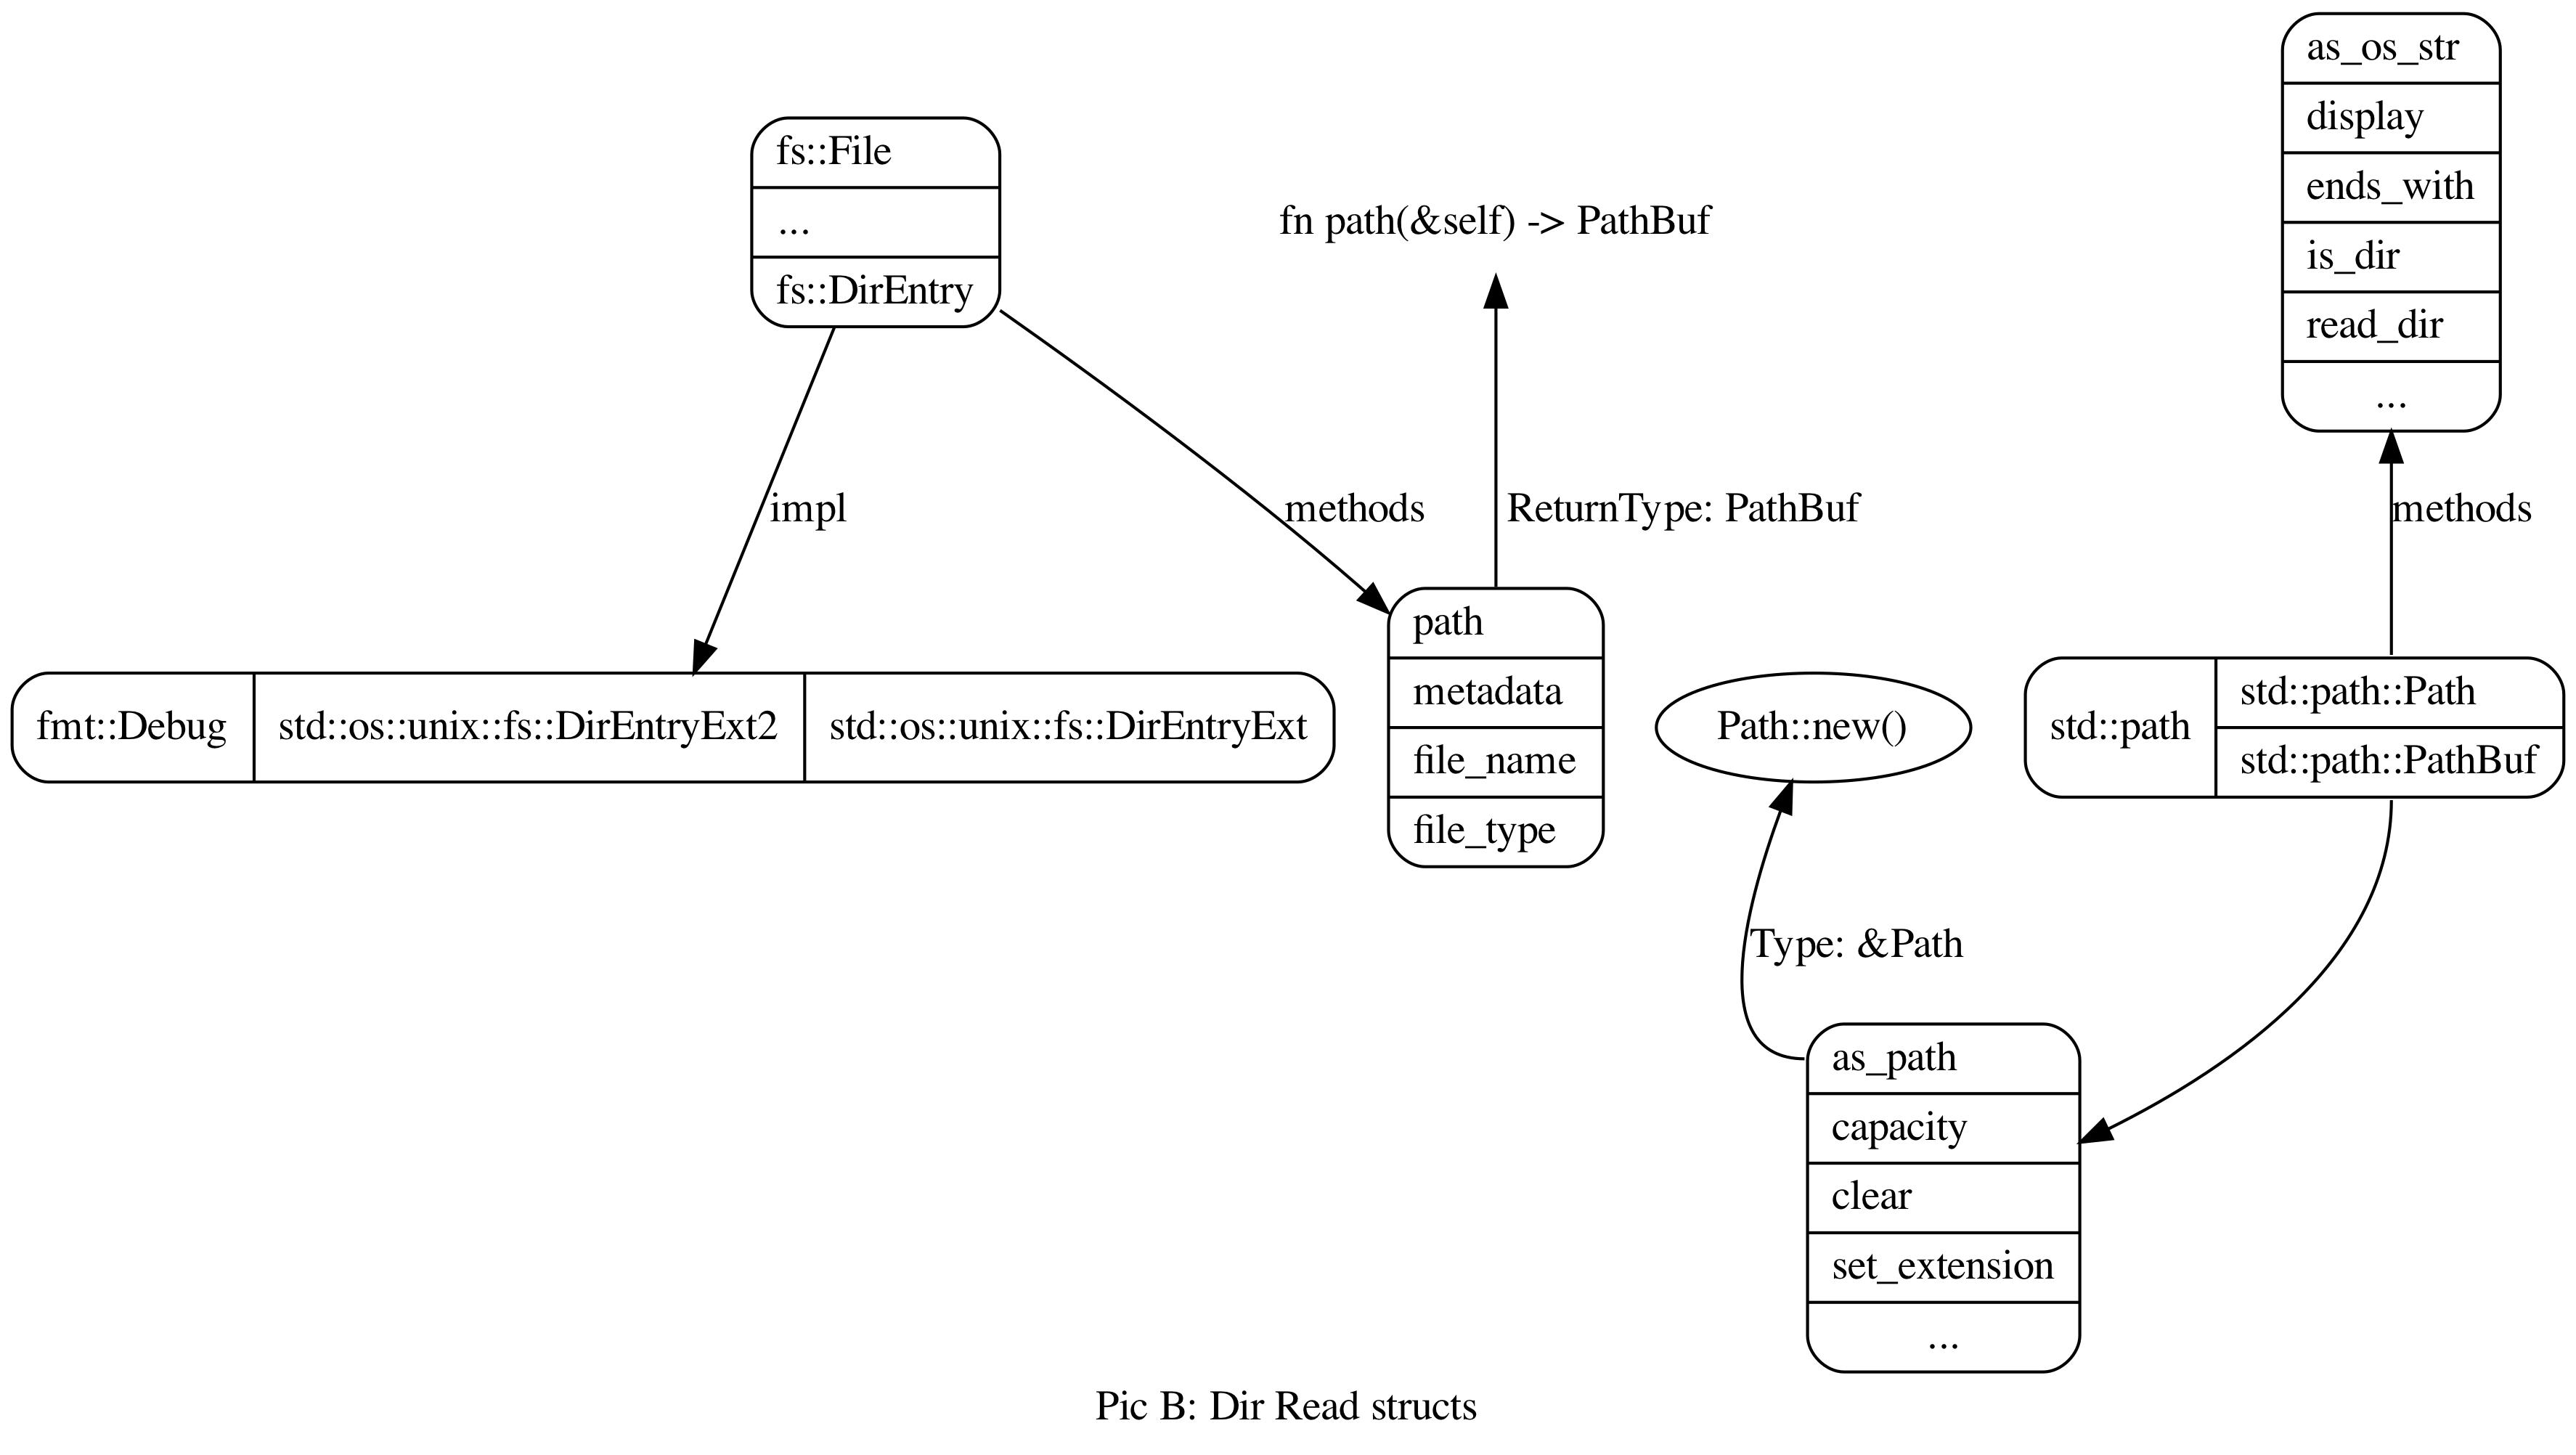 as_os_str
display
ends_with
is_dir
read_dir
...
fs::File
...
fs::DirEntry
fn path(&self) -> PathBuf
impl
methods
ReturnType: PathBuf
methods
fmt::Debug
std::os::unix::fs::DirEntryExt2
std::os::unix::fs::DirEntryExt
path
metadata
file_name
file_type
Path::new()
std::path
std::path::Path
std::path::PathBuf
Type: &Path
as_path
capacity
clear
set_extension
...
Pic B: Dir Read structs